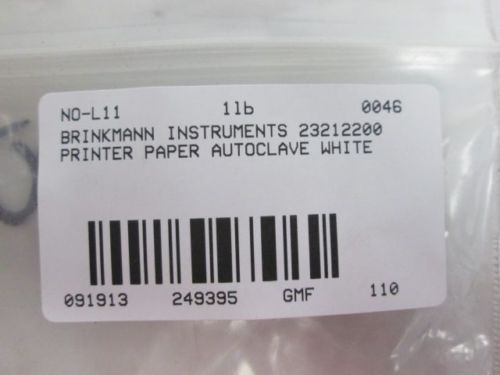 NO-L11 1lb 0046
BRINKMANN INSTRUMENTS 23212200
PRINTER PAPER AUTOCLAVE WHITE
091913 249395 GMF 110